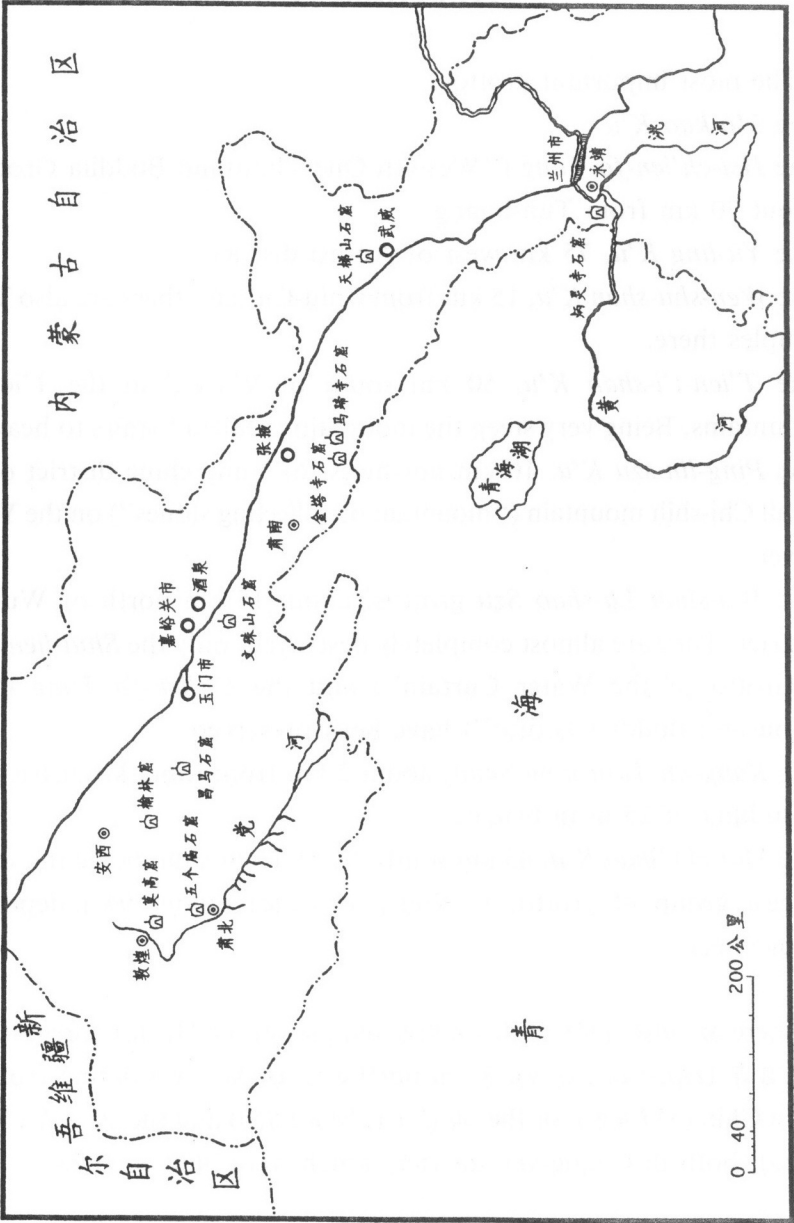 内蒙古自治区
新疆维吾
尔自治区
敦煌
莫高窟
安西
榆林窟
五个庙石窟
肃北
昌马石窟
党河
玉门市
嘉峪关市
酒泉
文殊山石窟
肃南
张掖
金塔寺石窟
马蹄寺石窟
天梯山石窟
武威
兰州市
永靖
洮河
炳灵寺石窟
黄河
青海湖
青海
0 40 200公里